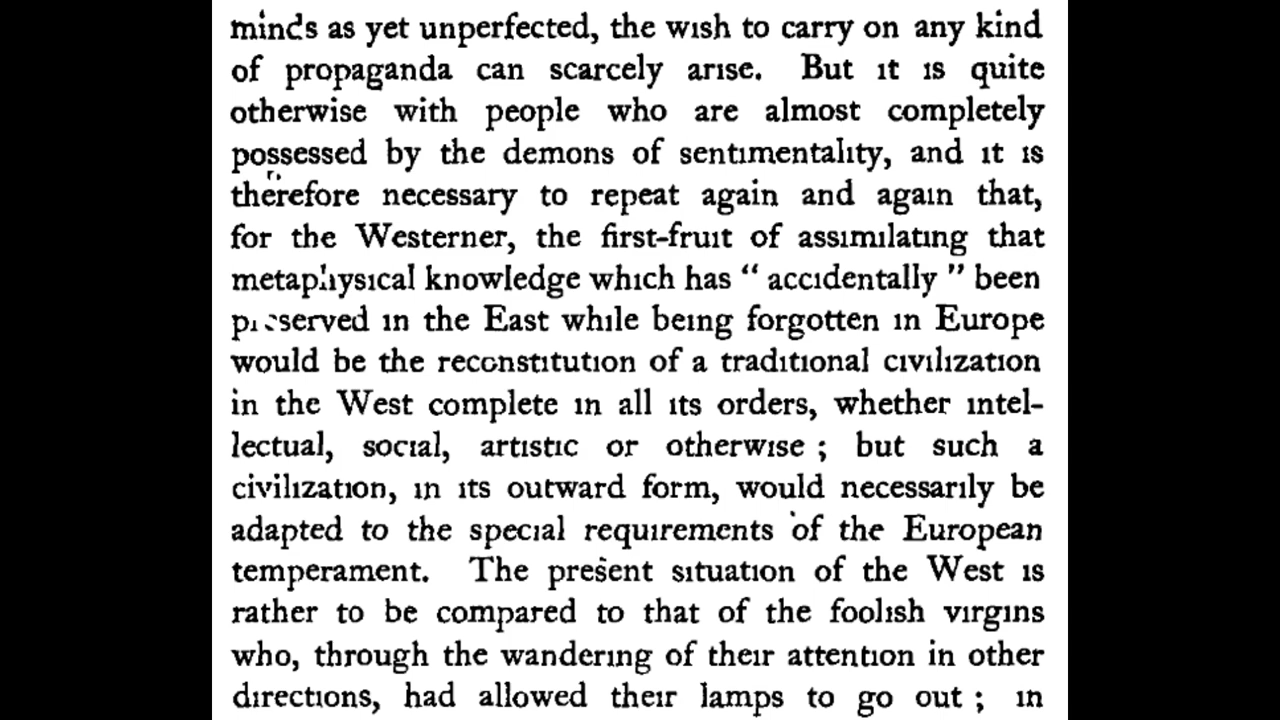 minds as yet unperfected, the wish to carry on any kind
of propaganda can scarcely arise. But it is quite
otherwise with people who are almost completely
possessed by the demons of sentimentality, and it is
therefore necessary to repeat again and again that,
for the Westerner, the first-fruit of assimilating that
metaphysical knowledge which has “ accidentally ” been
preserved in the East while being forgotten in Europe
would be the reconstitution of a traditional civilization
in the West complete in all its orders, whether intel-
lectual, social, artistic or otherwise ; but such a
civilization, in its outward form, would necessarily be
adapted to the special requirements of the European
temperament. The present situation of the West is
rather to be compared to that of the foolish virgins
who, through the wandering of their attention in other
directions, had allowed their lamps to go out ; in